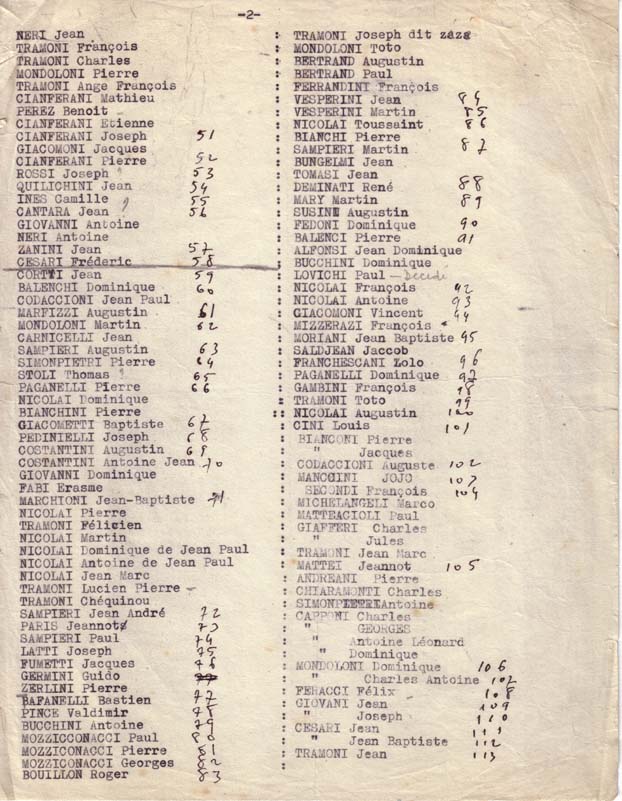 -2-
NERI Jean
TRAMONI François
TRAMONI Charles
MONDOLONI Pierre
TRAMONI Ange François
CIANFERANI Mathieu
PEREZ Benoit
CIANFERANI Etienne
CIANFERANI Joseph 51
GIACOMONI Jacques
CIANFERANI Pierre 52
ROSSI Joseph 53
QUILICHINI Jean 54
INES Camille 55
CANTARA Jean 56
GIOVANNI Antoine
NERI Antoine
ZANINI Jean 57
CESARI Fréderic 58
CORTTI Jean 59
BALENCHI Dominique 60
CODACCIONI Jean Paul
MARFIZZI Augustin 61
MONDOLONI Martin 62
CARNICELLI Jean
SAMPIERI Augustin 63
SIMONPIETRI Pierre 64
STOLI Thomas 65
PAGANELLI Pierre 66
NICOLAI Dominique
BIANCHINI Pierre
GIACOMETTI Baptiste 67
PEDINIELLI Joseph 68
COSTANTINI Augustin 69
COSTANTINI Antoine Jean 70
GIOVANNI Dominique
FABI Erasme
MARCHIONI Jean-Baptiste 71
NICOLAI Pierre
TRAMONI Félicien
NICOLAI Martin
NICOLAI Dominique de Jean Paul
NICOLAI Antoine de Jean Paul
NICOLAI Jean Marc
TRAMONI Lucien Pierre
TRAMONI Chéquinou
SAMPIERI Jean André 72
PARIS Jeannot 73
SAMPIERI Paul 74
LATTI Joseph 75
FUMETTI Jacques 76
GERMINI Guido 77
ZERLINI Pierre
BAFANELLI Bastien 77
PINCE Valdimir 78
BUCCHINI Antoine 79
MOZZICCONACCI Paul 80
MOZZICONACCI Pierre 81
MOZZICONACCI Georges 82
BOUILLON Roger 83
: TRAMONI Joseph dit zaza
: MONDOLONI Toto
: BERTRAND Augustin
: BERTRAND Paul
: FERRANDINI François
: VESPERINI Jean 84
: VESPERINI Martin 85
: NICOLAI Toussaint 86
: BIANCHI Pierre
: SAMPIERI Martin 87
: BUNGELMI Jean
: TOMASI Jean
: DEMINATI René 88
: MARY Martin 89
: SUSINI Augustin
: FEDONI Dominique 90
: BALENCI Pierre 91
: ALFONSI Jean Dominique
: BUCCHINI Dominique
: LOVICHI Paul - Décédé
: NICOLAI François 92
: NICOLAI Antoine 93
: GIACOMONI Vincent 94
: MIZZERAZI François
: MORIANI Jean Baptiste 95
: SALDJEAN Jaccob
: FRANCHESCANI Lolo 96
: PAGANELLI Dominique 97
: GAMBINI François 98
: TRAMONI Toto 99
:: NICOLAI Augustin 100
: CINI Louis 101
: BIANCONI Pierre
: " Jacques
: CODACCIONI Auguste 102
: MANCHINI JOJO 103
: SECONDI François 104
: MICHELANGELI Marco
: MATTEACIOLI Paul
: GIAFFERI Charles
: " Jules
: TRAMONI Jean Marc
: MATTEI Jeannot 105
: ANDREANI Pierre
: CHIARAMONTI Charles
: SIMONPIETRI Antoine
: CAPPONI Charles
: " GEORGES
: " Antoine Léonard
: " Dominique
: MONDOLONI Dominique 106
: " Charles Antoine 107
: FERACCI Félix 108
: GIOVANI Jean 109
: " Joseph 110
: CESARI Jean 111
: " Jean Baptiste 112
: TRAMONI Jean 113
: